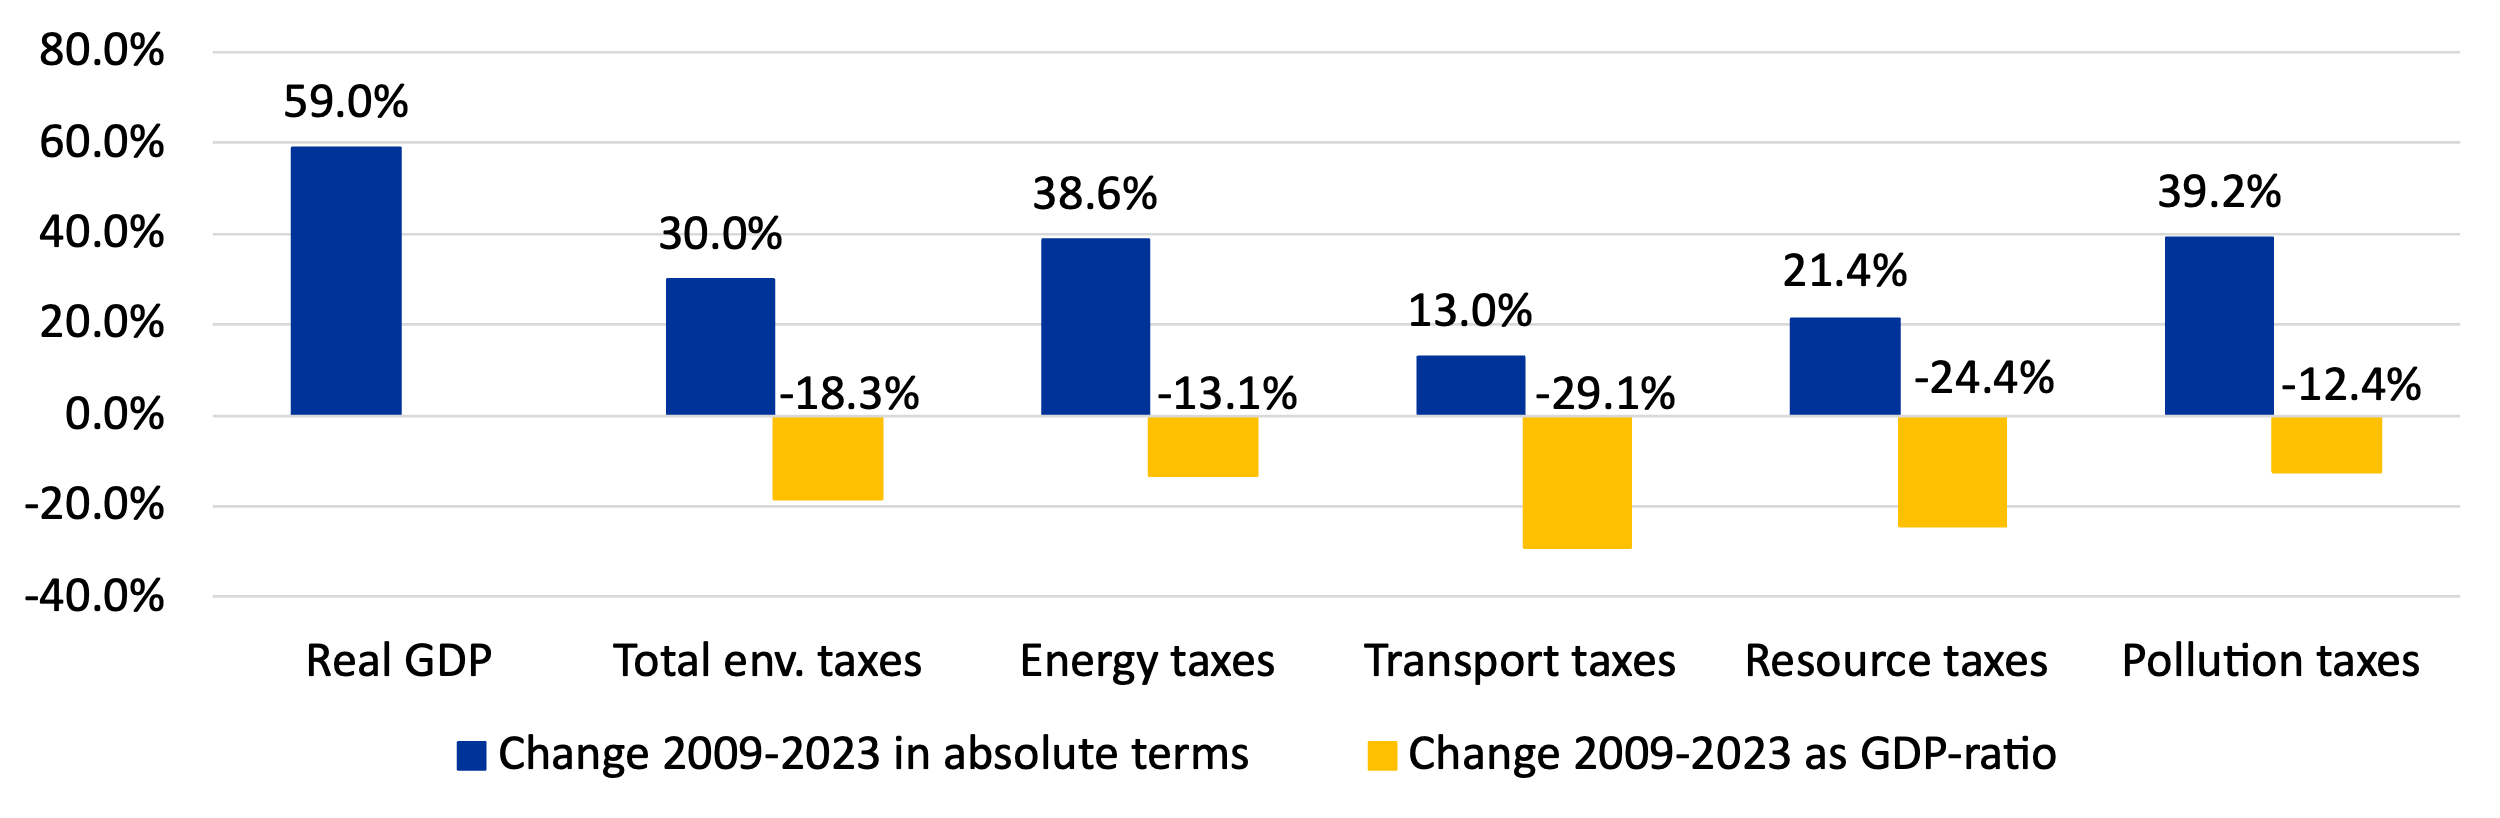 80.0%
60.0%
40.0%
20.0%
0.0%
-20.0%
-40.0%
59.0%
30.0%
-18.3%
38.6%
-13.1%
13.0%
-29.1%
21.4%
-24.4%
39.2%
-12.4%
Real GDP
Total env. taxes
Energy taxes
Transport taxes
Resource taxes
Pollution taxes
Change 2009-2023 in absolute terms
Change 2009-2023 as GDP-ratio